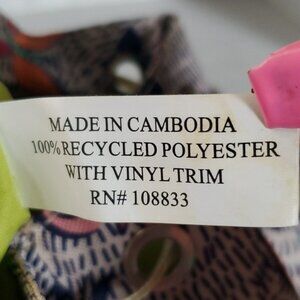 MADE IN CAMBODIA
100% RECYCLED POLYESTER
WITH VINYL TRIM
RN# 108833